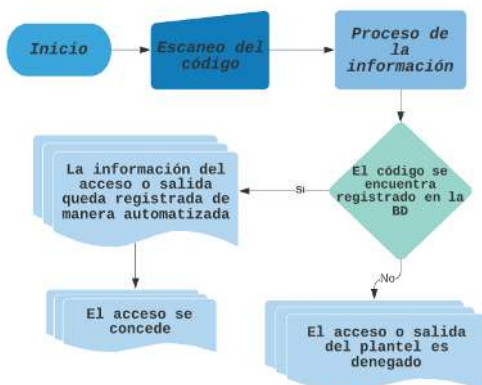 Inicio
Escaneo del
código
Proceso de
la
información
El código se
encuentra
registrado en la
BD
Si
La información del
acceso o salida
queda registrada de
manera automatizada
El acceso se
concede
No
El acceso o salida
del plantel es
denegado